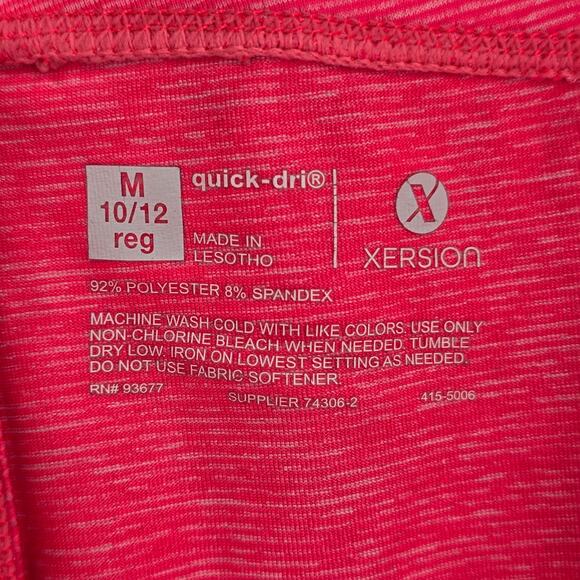 M
10/12
reg
quick-dri®
MADE IN
LESOTHO
X
XERSION
92% POLYESTER 8% SPANDEX
MACHINE WASH COLD WITH LIKE COLORS. USE ONLY
NON-CHLORINE BLEACH WHEN NEEDED. TUMBLE
DRY LOW. IRON ON LOWEST SETTING AS NEEDED.
DO NOT USE FABRIC SOFTENER.
RN# 93677 SUPPLIER 74306-2 415-5006